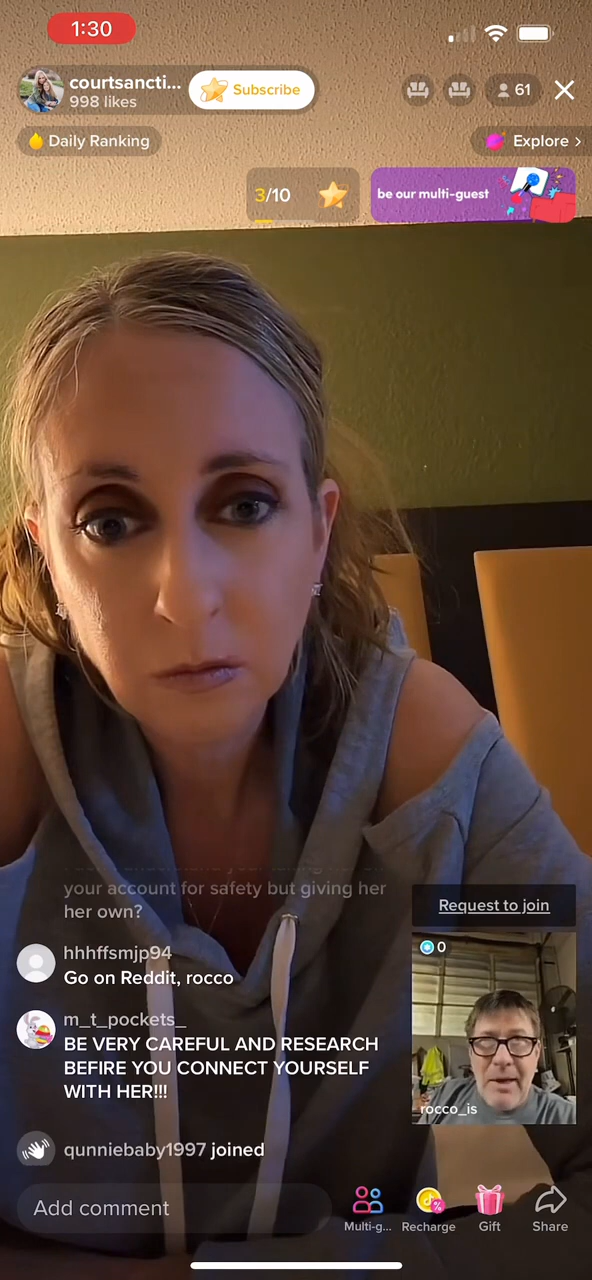 1:30
courtsancti...
998 likes
Subscribe
61
Daily Ranking
Explore >
3/10
be our multi-guest
your account for safety but giving her
her own?
Request to join
hhhffsmjp94
Go on Reddit, rocco
0
m_t_pockets_
BE VERY CAREFUL AND RESEARCH
BEFIRE YOU CONNECT YOURSELF
WITH HER!!!
rocco_is
qunniebaby1997 joined
Add comment
Multi-g...
Recharge
Gift
Share